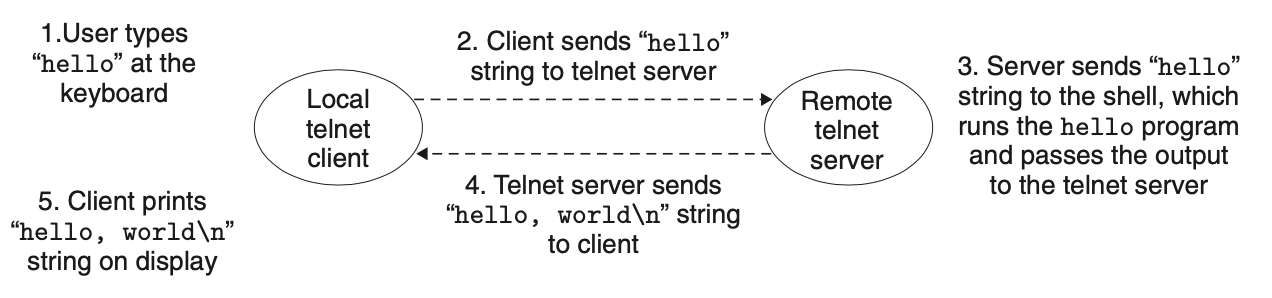 1.User types
“hello” at the
keyboard
2. Client sends “hello”
string to telnet server
Local
telnet
client
Remote
telnet
server
3. Server sends “hello”
string to the shell, which
runs the hello program
and passes the output
to the telnet server
4. Telnet server sends
“hello, world\n” string
to client
5. Client prints
“hello, world\n”
string on display